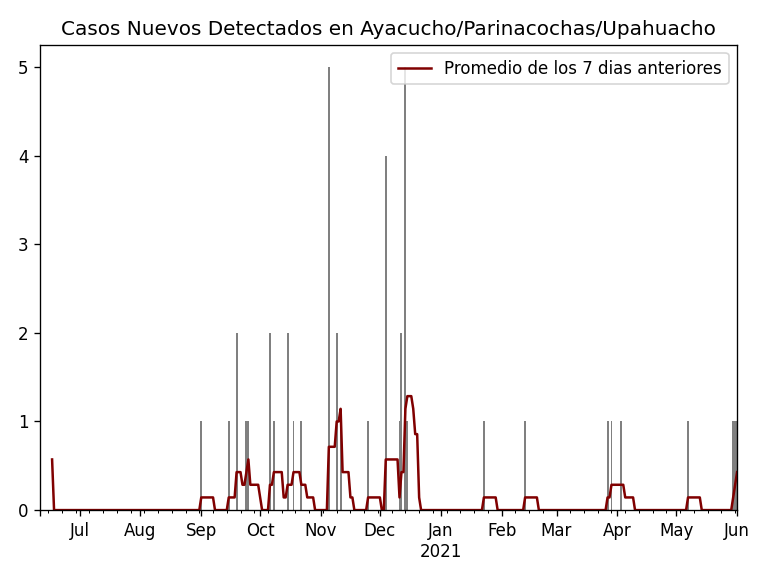 Casos Nuevos Detectados en Ayacucho/Parinacochas/Upahuacho
Promedio de los 7 dias anteriores
5
4
3
2
1
0
Jul Aug Sep Oct Nov Dec Jan Feb Mar Apr May Jun
2021